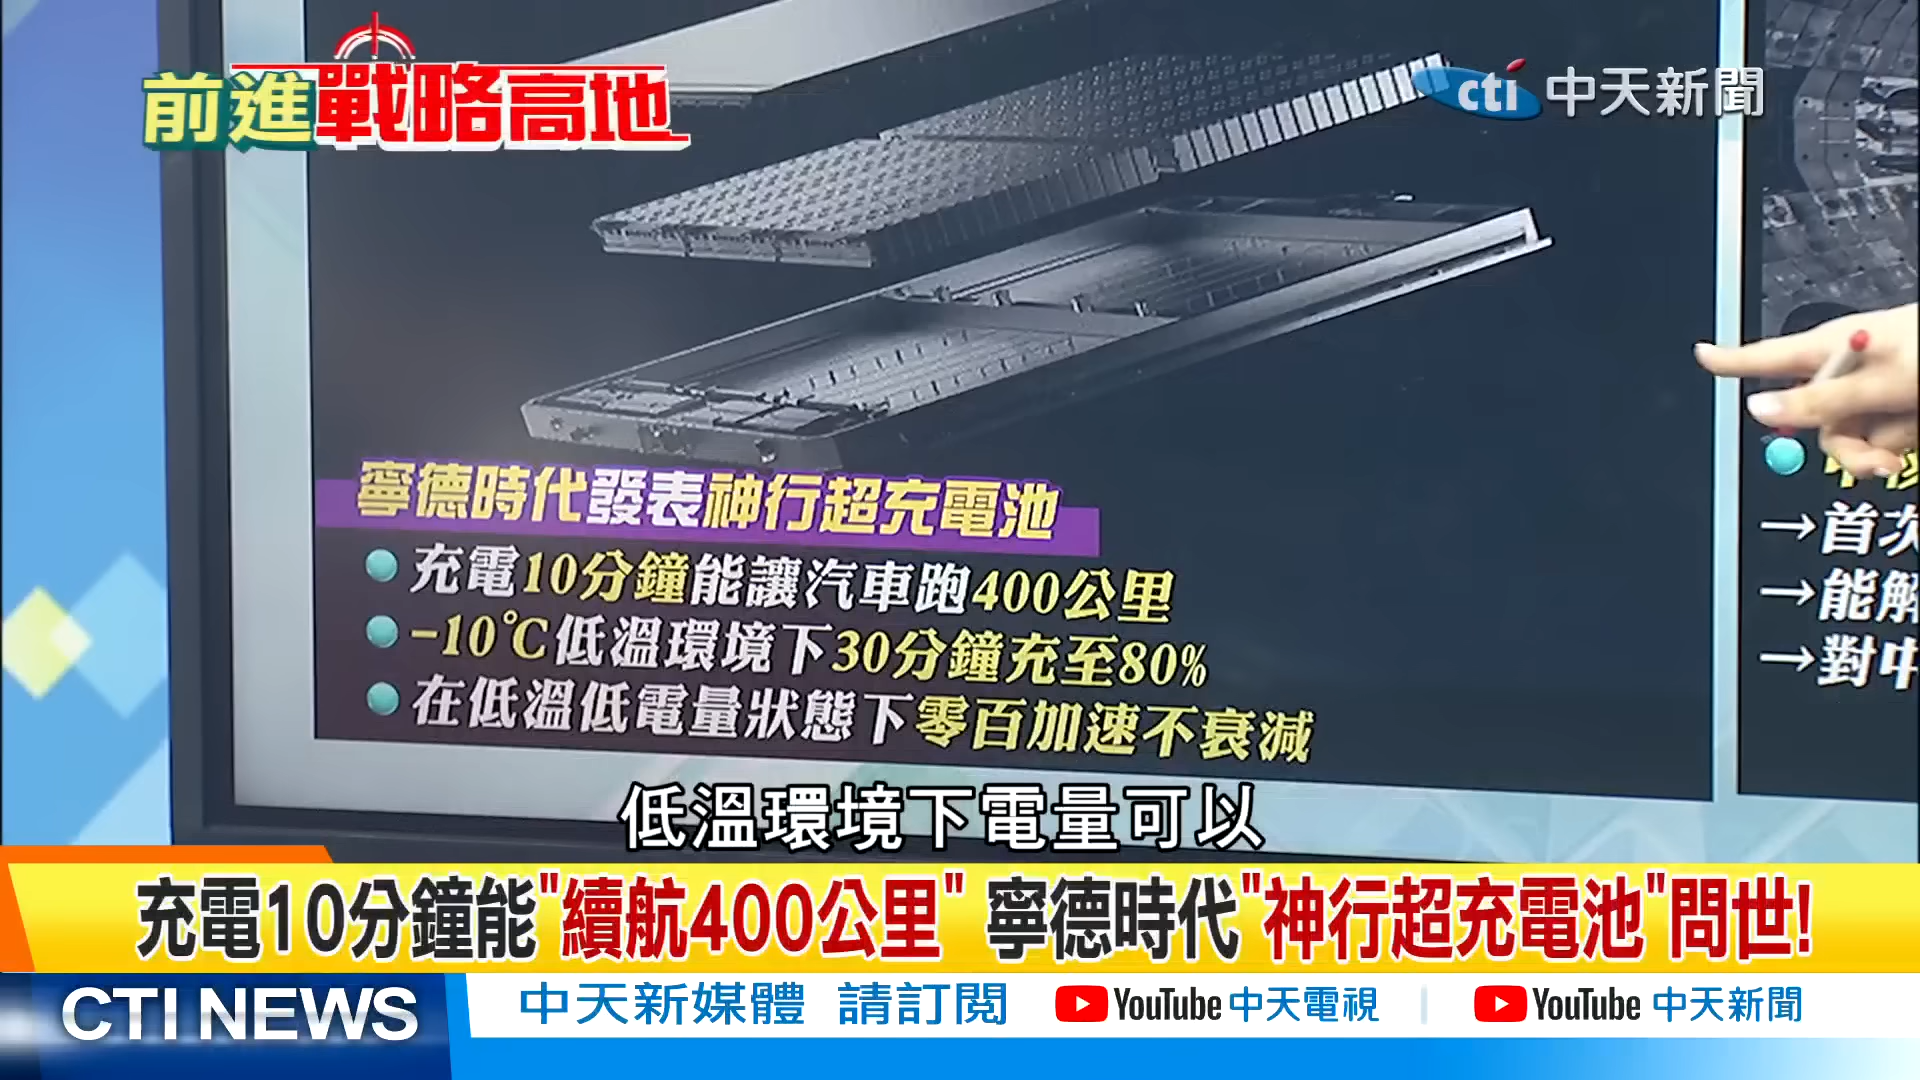 前進戰略高地
cti 中天新聞
寧德時代發表神行超充電池
充電10分鐘能讓汽車跑400公里
-10℃低溫環境下30分鐘充至80%
在低溫低電量狀態下零百加速不衰減
→首次
→能解
→對中
低溫環境下電量可以
充電10分鐘能"續航400公里" 寧德時代"神行超充電池"問世!
CTI NEWS 中天新媒體 請訂閱 YouTube 中天電視 YouTube 中天新聞